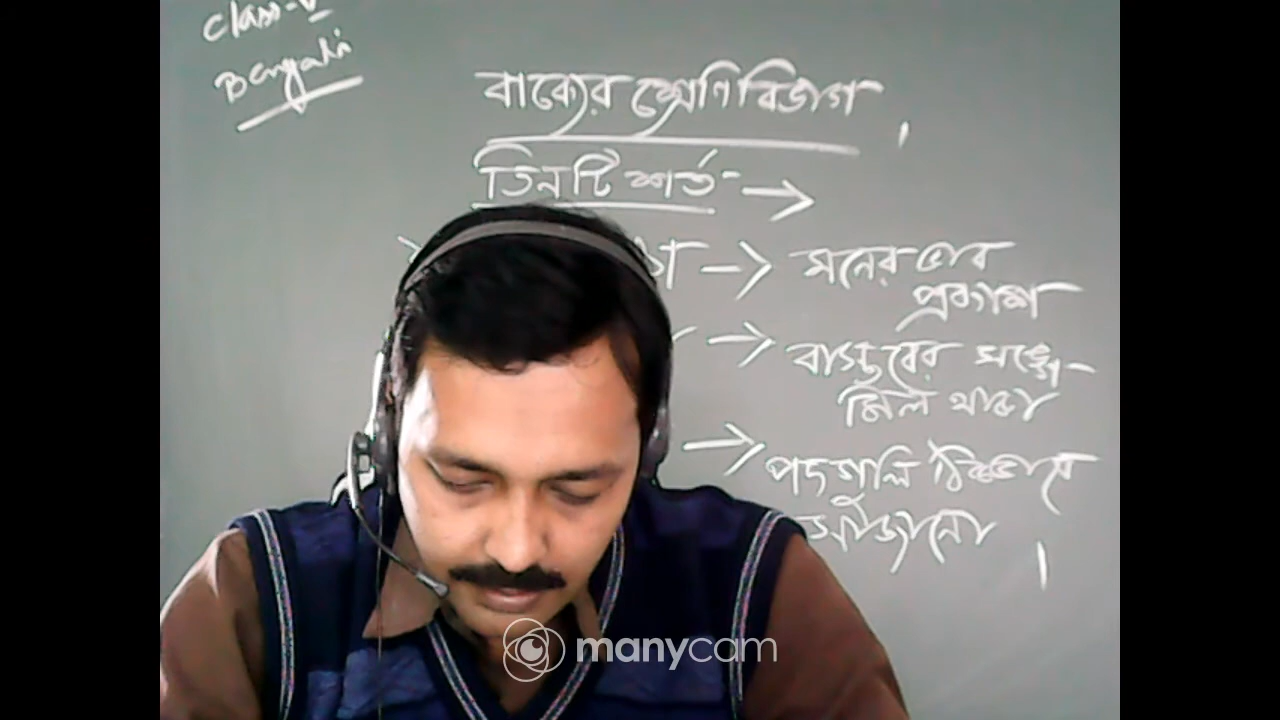 Class-V
Bengali
বাক্যের শ্রেণিবিভাগ
তিনটি শর্ত →
→ মনের ভাব
প্রকাশ
→ বাস্তবের সঙ্গে
মিল থাকা
→ পদগুলি ঠিকভাবে
সাজানো
manycam